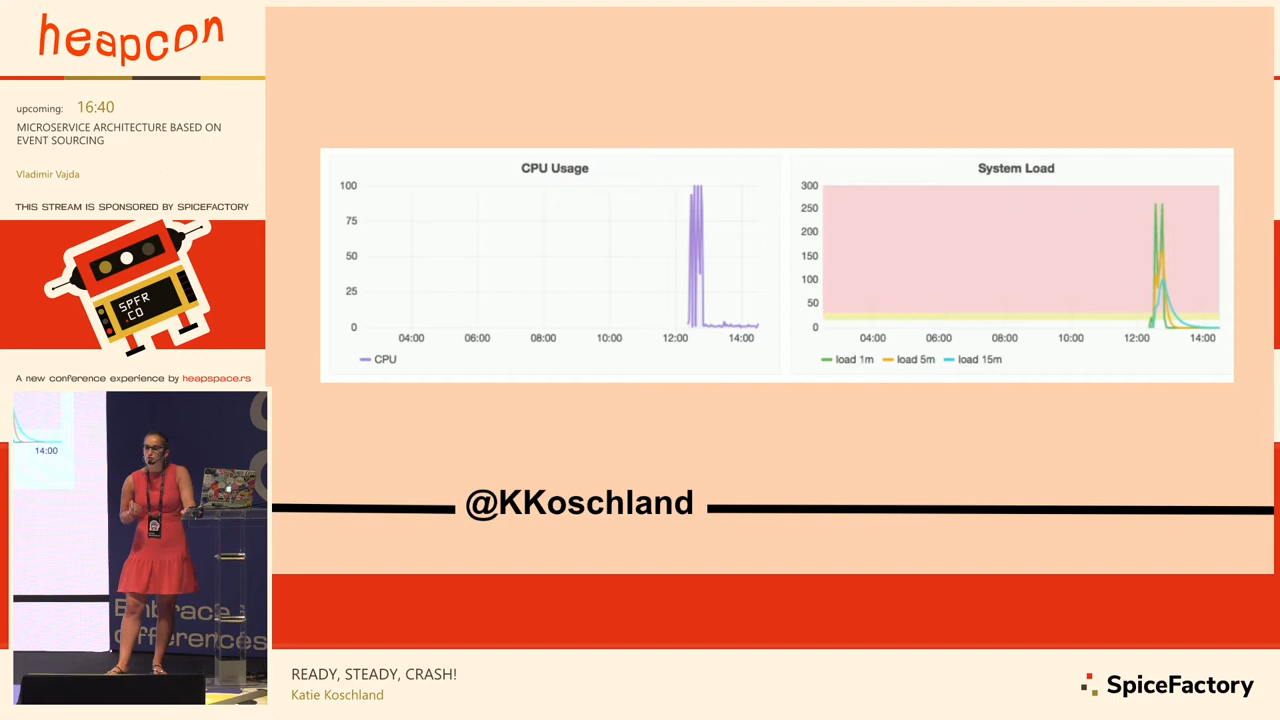 heapcon
upcoming: 16:40
MICROSERVICE ARCHITECTURE BASED ON
EVENT SOURCING
Vladimir Vajda
THIS STREAM IS SPONSORED BY SPICEFACTORY
SPFR
.CO
A new conference experience by heapspace.rs
14:00
Embrace
differences
CPU Usage
100
75
50
25
0
04:00 06:00 08:00 10:00 12:00 14:00
CPU
System Load
300
250
200
150
100
50
0
04:00 06:00 08:00 10:00 12:00 14:00
load 1m load 5m load 15m
@KKoschland
READY, STEADY, CRASH!
Katie Koschland
SpiceFactory